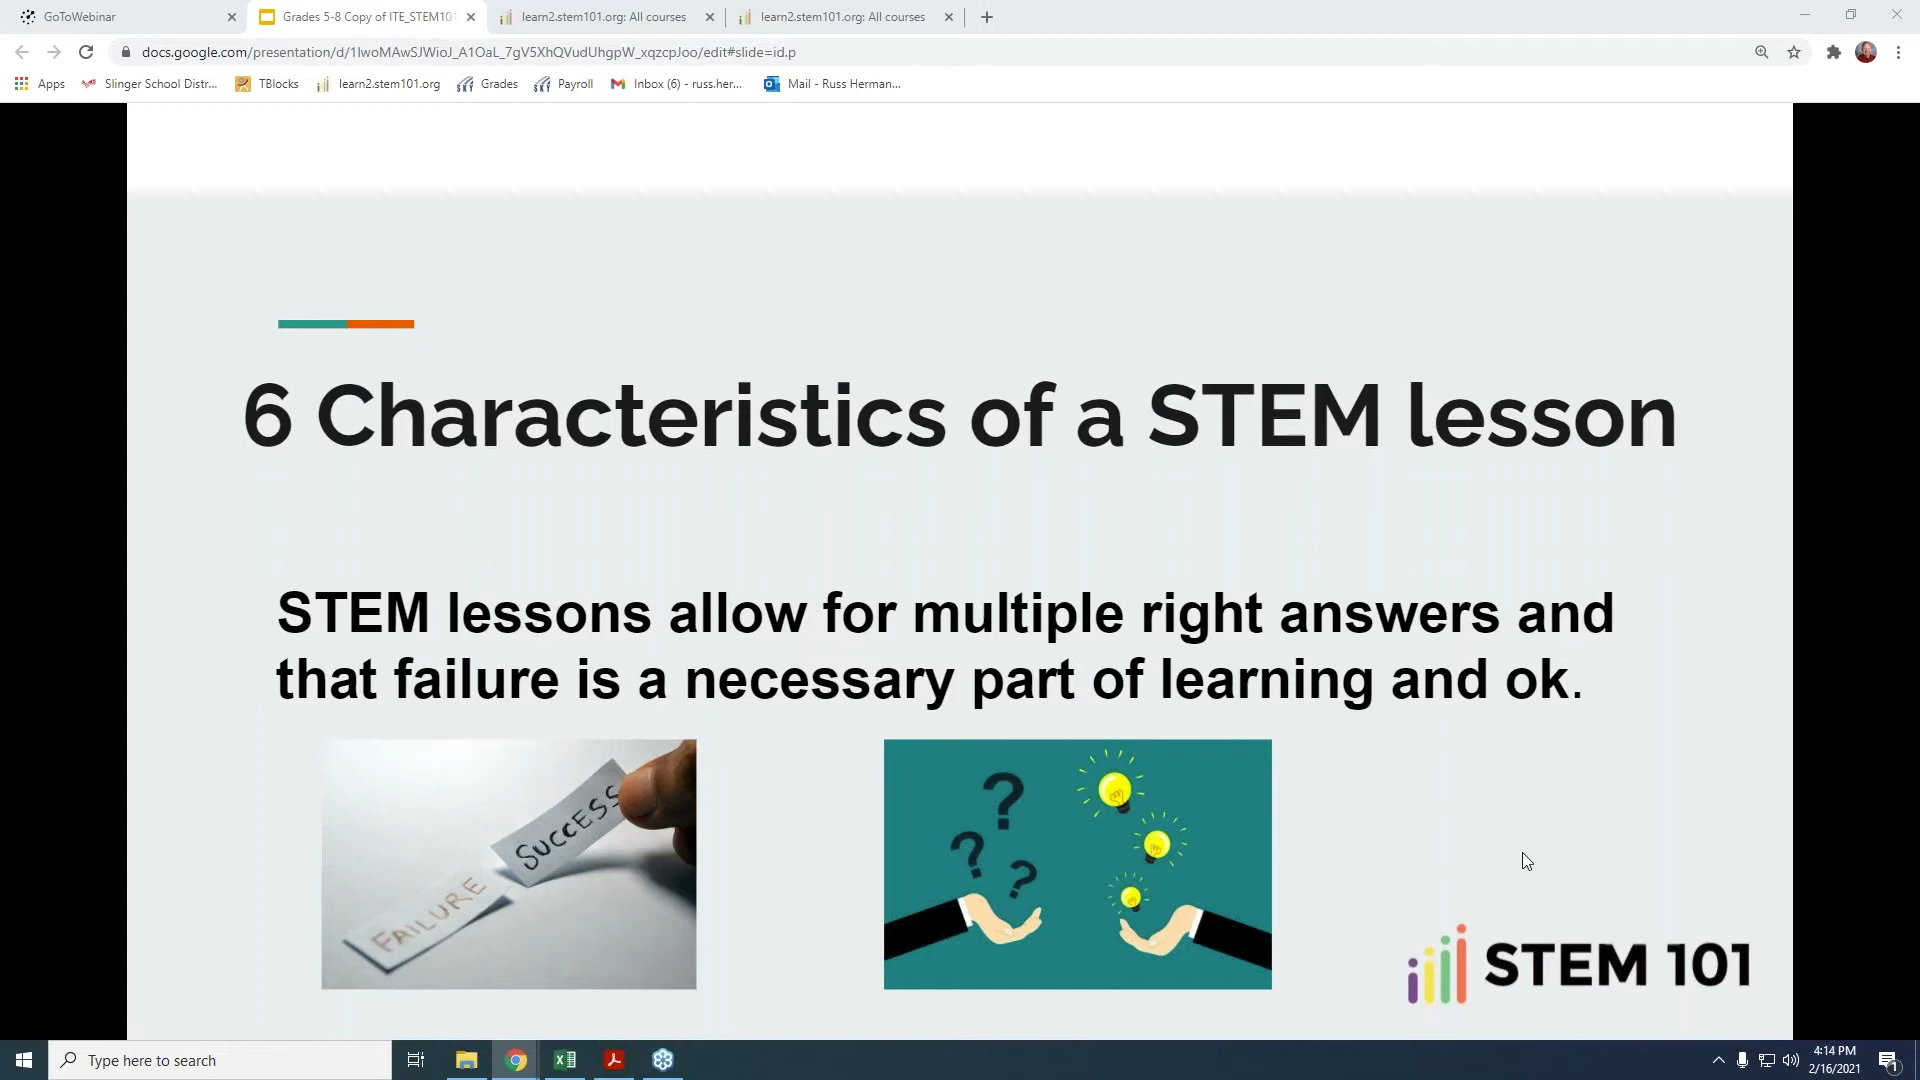 GoToWebinar
Grades 5-8 Copy of ITE_STEM101
learn2.stem101.org: All courses
learn2.stem101.org: All courses
docs.google.com/presentation/d/1IwoMAwSJWioJ_A1OaL_7gV5XhQVudUhgpW_xqzcpJoo/edit#slide=id.p
Apps
Slinger School Distr...
TBlocks
learn2.stem101.org
Grades
Payroll
Inbox (6) - russ.her...
Mail - Russ Herman...
6 Characteristics of a STEM lesson
STEM lessons allow for multiple right answers and
that failure is a necessary part of learning and ok.
SUCCESS
FAILURE
? ? ?
STEM 101
Type here to search
4:14 PM
2/16/2021
1